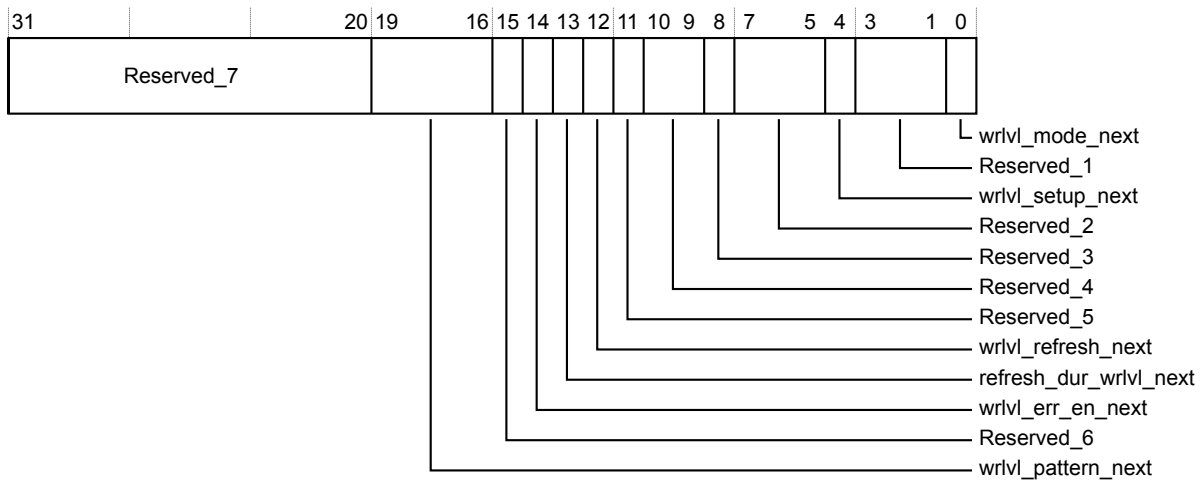 31 20 19 16 15 14 13 12 11 10 9 8 7 5 4 3 1 0
Reserved_7
wrlvl_mode_next
Reserved_1
wrlvl_setup_next
Reserved_2
Reserved_3
Reserved_4
Reserved_5
wrlvl_refresh_next
refresh_dur_wrlvl_next
wrlvl_err_en_next
Reserved_6
wrlvl_pattern_next